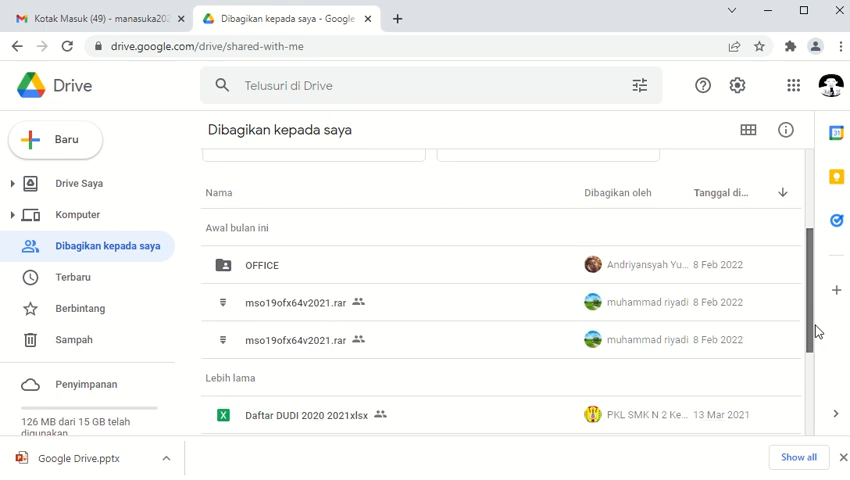 Kotak Masuk (49) - manasuka202
Dibagikan kepada saya - Google
drive.google.com/drive/shared-with-me
Drive
Telusuri di Drive
Baru
Dibagikan kepada saya
Drive Saya
Komputer
Dibagikan kepada saya
Terbaru
Berbintang
Sampah
Penyimpanan
126 MB dari 15 GB telah
digunakan
Nama Dibagikan oleh Tanggal di...
Awal bulan ini
OFFICE Andriyansyah Yu... 8 Feb 2022
mso19ofx64v2021.rar muhammad riyadi 8 Feb 2022
mso19ofx64v2021.rar muhammad riyadi 8 Feb 2022
Lebih lama
Daftar DUDI 2020 2021xlsx PKL SMK N 2 Ke... 13 Mar 2021
31
Google Drive.pptx
Show all